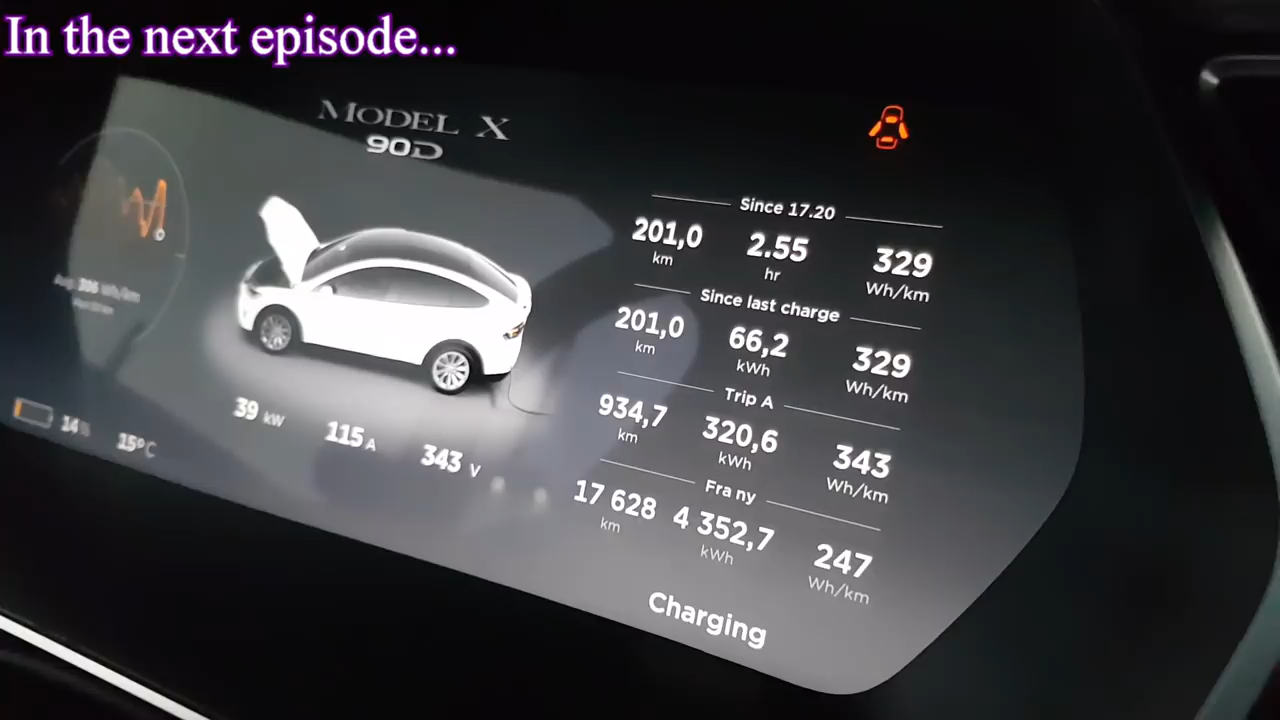 In the next episode...
MODEL X
90D
Since 17.20
201,0 2.55 329
km hr Wh/km
Since last charge
201,0 66,2 329
km kWh Wh/km
Trip A
934,7 320,6 343
km kWh Wh/km
Fra ny
17 628 4 352,7 247
km kWh Wh/km
39 kW 115 A 343 V
14% 15°C
Charging